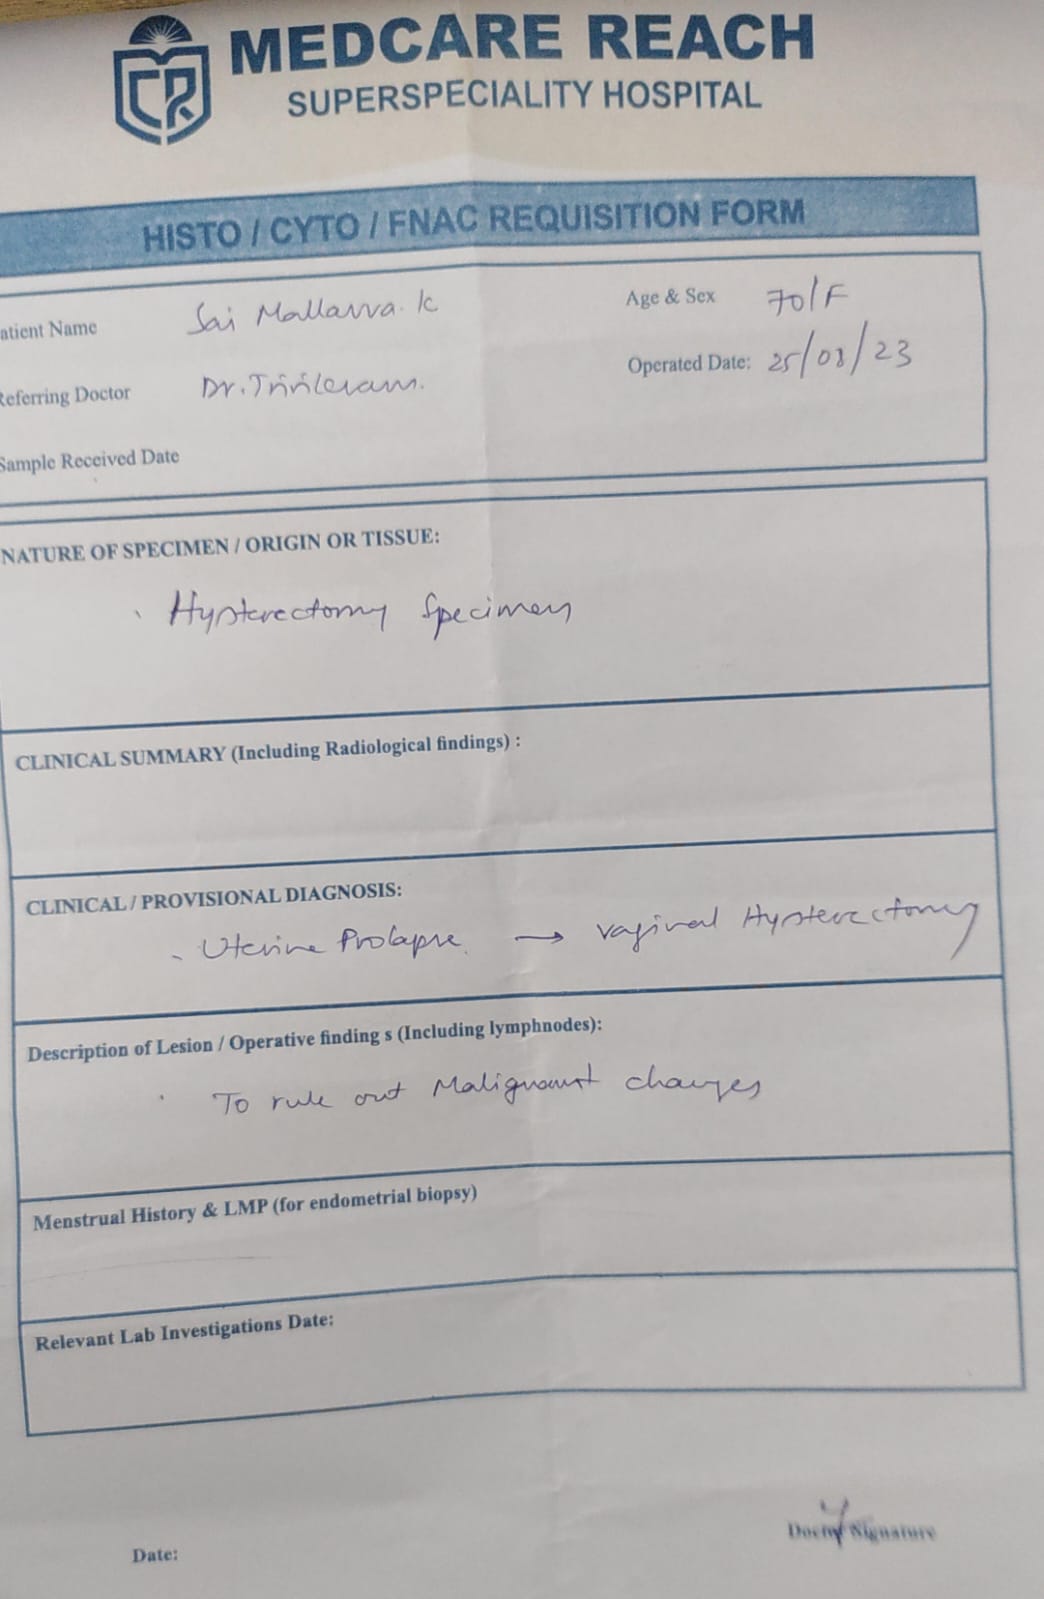 CR
MEDCARE REACH
SUPERSPECIALITY HOSPITAL
HISTO / CYTO / FNAC REQUISITION FORM
atient Name Sai Mallavva. K Age & Sex 70/F
Referring Doctor Dr. Operated Date: 25/08/23
Sample Received Date
NATURE OF SPECIMEN / ORIGIN OR TISSUE:
Hysterectomy Specimen
CLINICAL SUMMARY (Including Radiological findings) :
CLINICAL / PROVISIONAL DIAGNOSIS:
Uterine Prolapse. → vaginal Hysterectomy
Description of Lesion / Operative finding s (Including lymphnodes):
To rule out Malignant changes
Menstrual History & LMP (for endometrial biopsy)
Relevant Lab Investigations Date:
Doctor Signature
Date: